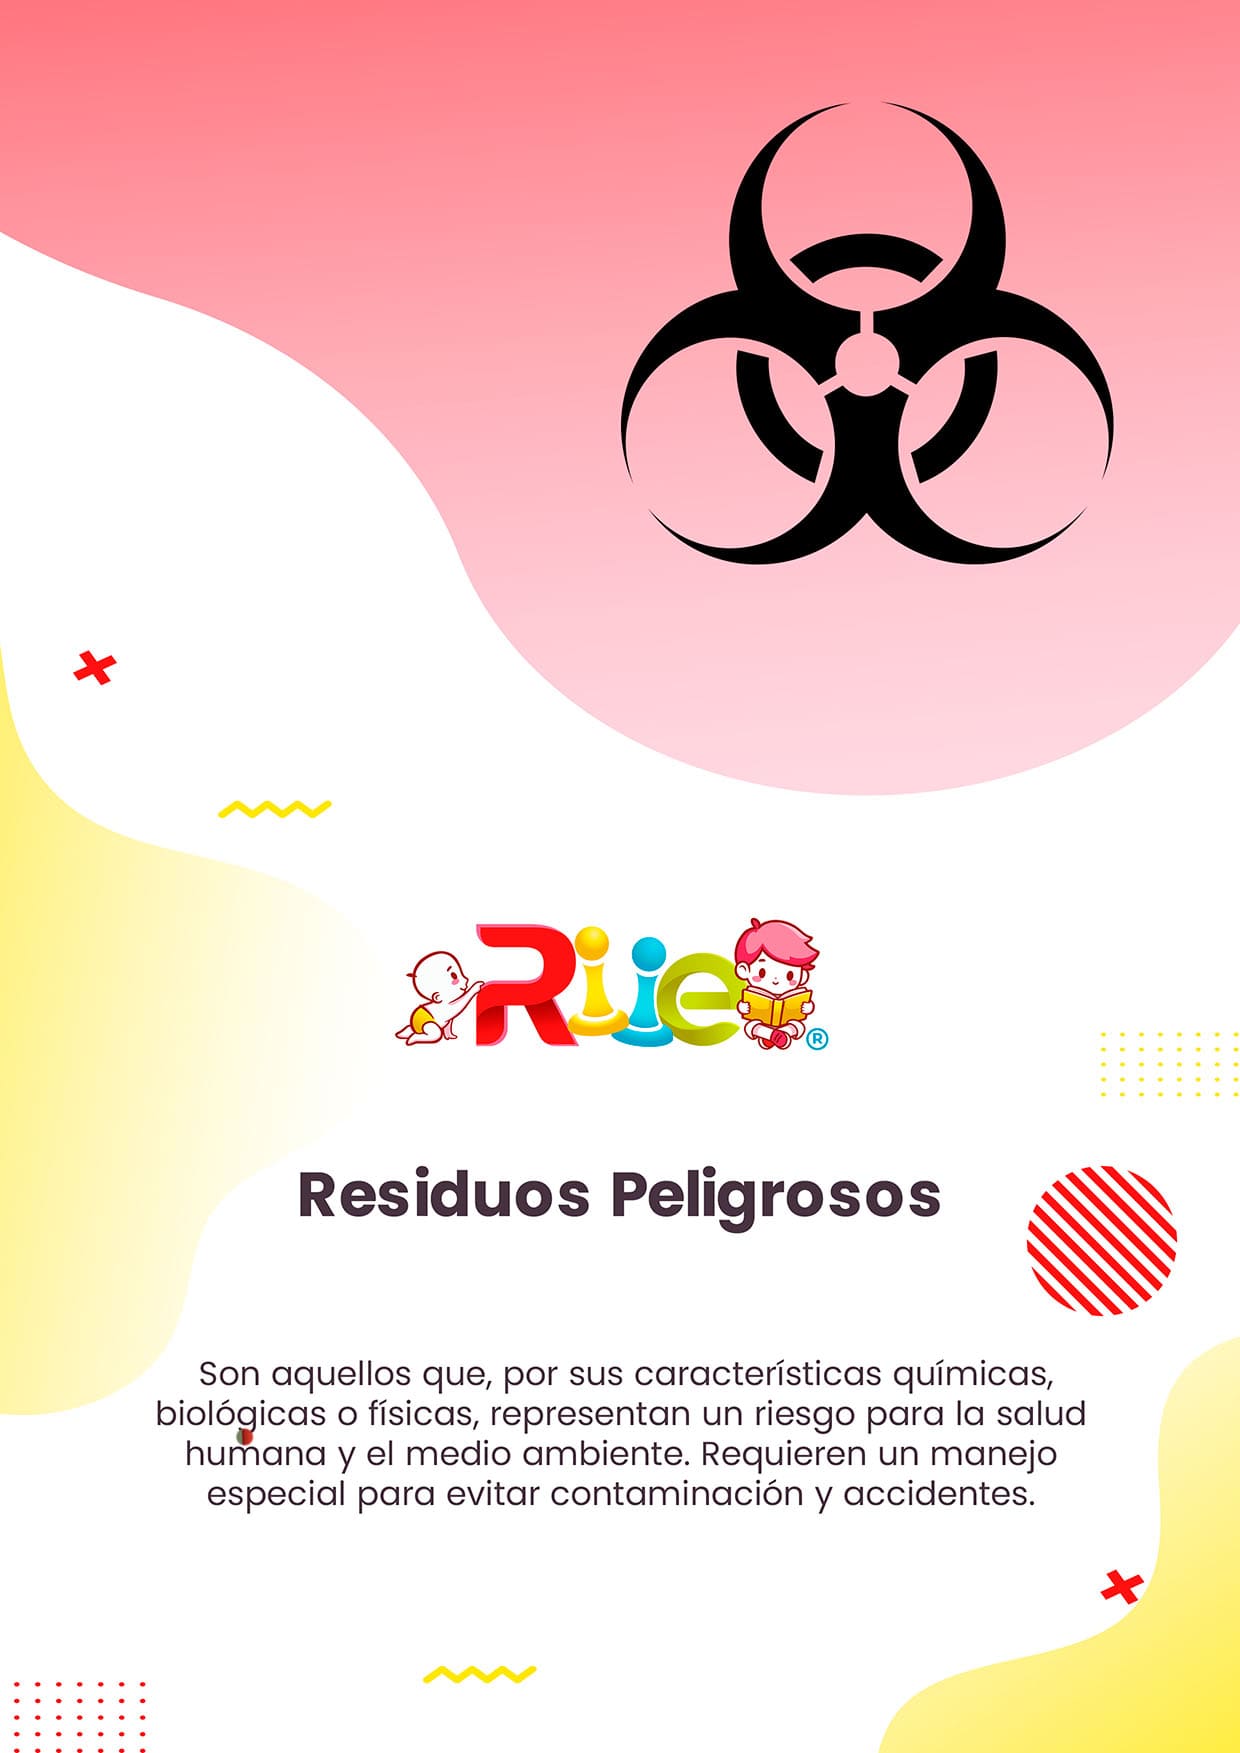 Rije
®
Residuos Peligrosos
Son aquellos que, por sus características químicas,
biológicas o físicas, representan un riesgo para la salud
humana y el medio ambiente. Requieren un manejo
especial para evitar contaminación y accidentes.